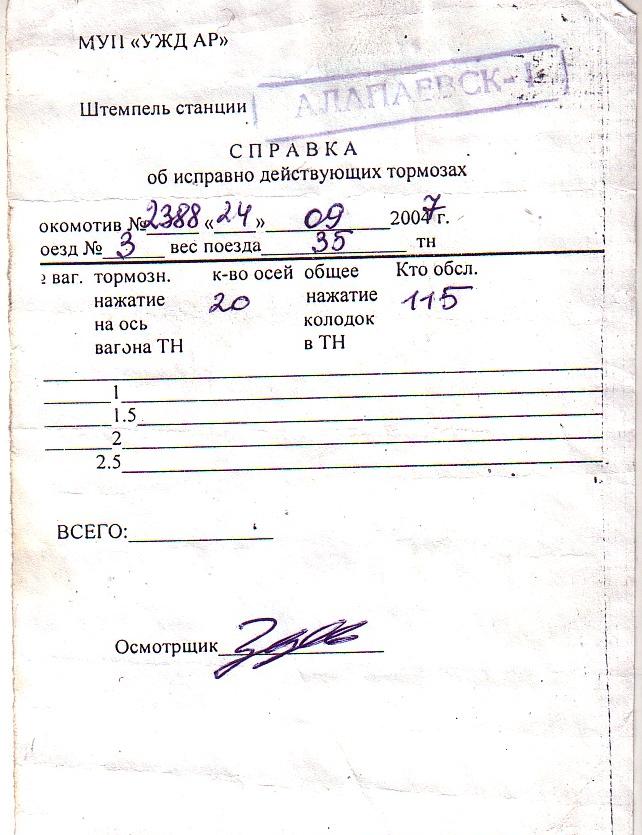 МУП «УЖД АР»
Штемпель станции АЛАПАЕВСК-1
СПРАВКА
об исправно действующих тормозах
окомотив №2388 «24» 09 2007 г.
оезд № 3 вес поезда 35 тн
ваг. тормозн. к-во осей общее Кто обсл.
нажатие 20 нажатие 115
на ось колодок
вагона ТН в ТН
1
1.5
2
2.5
ВСЕГО:
Осмотрщик